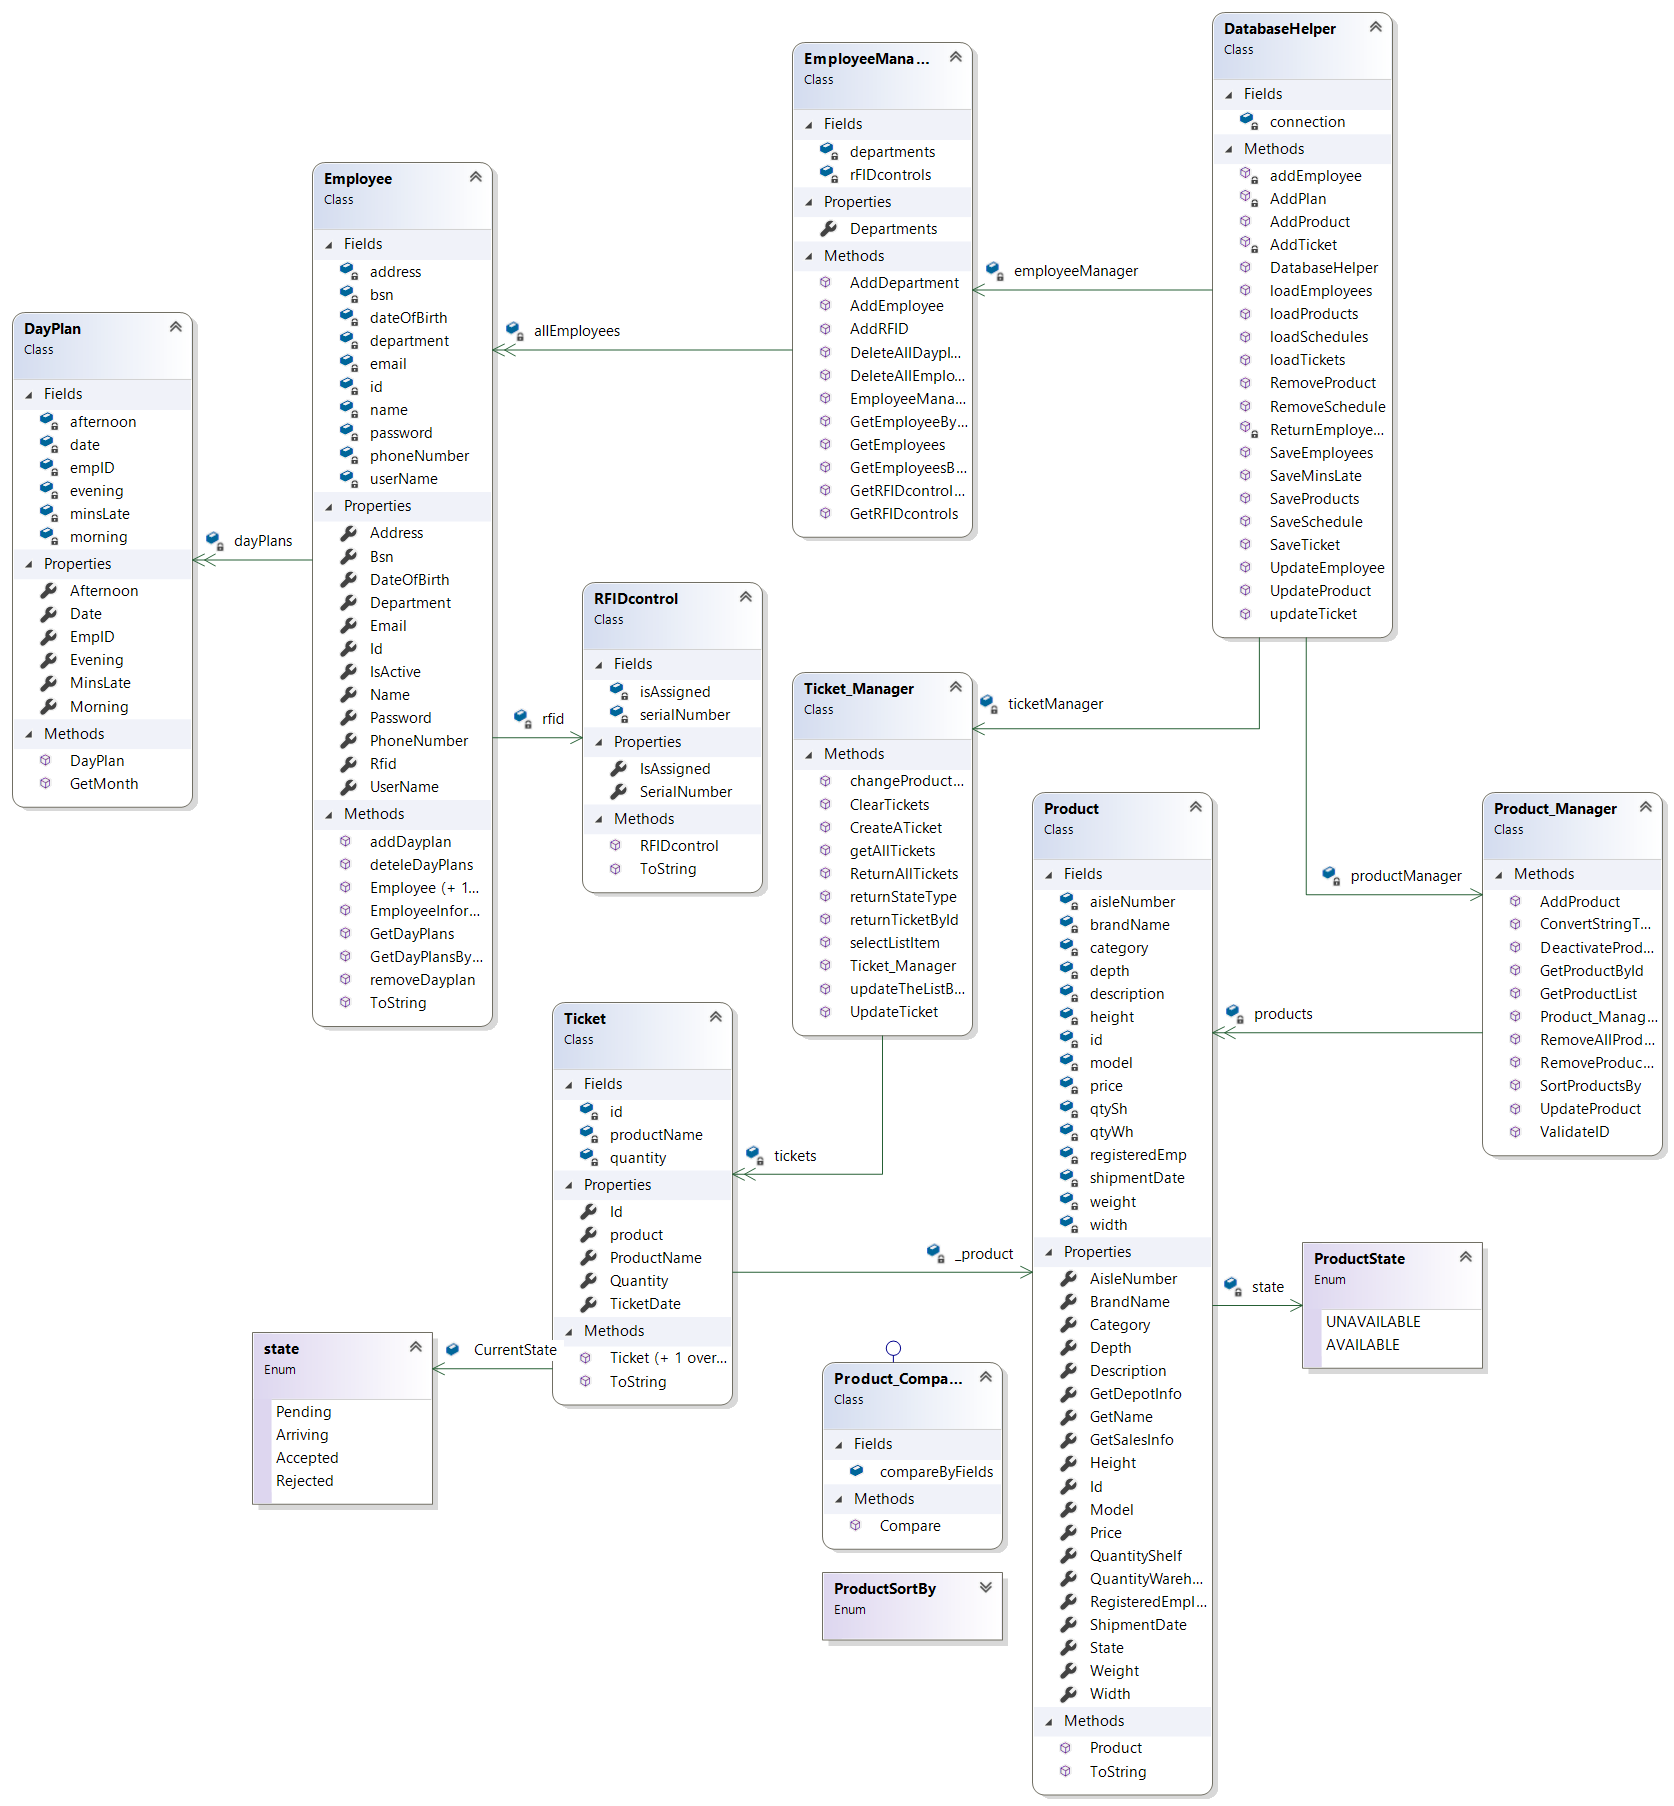 DatabaseHelper
Class
Fields
connection
Methods
addEmployee
AddPlan
AddProduct
AddTicket
DatabaseHelper
loadEmployees
loadProducts
loadSchedules
loadTickets
RemoveProduct
RemoveSchedule
ReturnEmploye...
SaveEmployees
SaveMinsLate
SaveProducts
SaveSchedule
SaveTicket
UpdateEmployee
UpdateProduct
updateTicket
employeeManager
EmployeeMana...
Class
Fields
departments
rFIDcontrols
Properties
Departments
Methods
AddDepartment
AddEmployee
AddRFID
DeleteAllDaypl...
DeleteAllEmplo...
EmployeeMana...
GetEmployeeBy...
GetEmployees
GetEmployeesB...
GetRFIDcontrol...
GetRFIDcontrols
allEmployees
Employee
Class
Fields
address
bsn
dateOfBirth
department
email
id
name
password
phoneNumber
userName
Properties
Address
Bsn
DateOfBirth
Department
Email
Id
IsActive
Name
Password
PhoneNumber
Rfid
UserName
Methods
addDayplan
deteleDayPlans
Employee (+ 1...
EmployeeInfor...
GetDayPlans
GetDayPlansBy...
removeDayplan
ToString
dayPlans
DayPlan
Class
Fields
afternoon
date
empID
evening
minsLate
morning
Properties
Afternoon
Date
EmpID
Evening
MinsLate
Morning
Methods
DayPlan
GetMonth
rfid
RFIDcontrol
Class
Fields
isAssigned
serialNumber
Properties
IsAssigned
SerialNumber
Methods
RFIDcontrol
ToString
ticketManager
Ticket_Manager
Class
Methods
changeProduct...
ClearTickets
CreateATicket
getAllTickets
ReturnAllTickets
returnStateType
returnTicketById
selectListItem
Ticket_Manager
updateTheListB...
UpdateTicket
productManager
Product_Manager
Class
Methods
AddProduct
ConvertStringT...
DeactivateProd...
GetProductById
GetProductList
Product_Manag...
RemoveAllProd...
RemoveProduc...
SortProductsBy
UpdateProduct
ValidateID
products
Product
Class
Fields
aisleNumber
brandName
category
depth
description
height
id
model
price
qtySh
qtyWh
registeredEmp
shipmentDate
weight
width
Properties
AisleNumber
BrandName
Category
Depth
Description
GetDepotInfo
GetName
GetSalesInfo
Height
Id
Model
Price
QuantityShelf
QuantityWareh...
RegisteredEmpl...
ShipmentDate
State
Weight
Width
Methods
Product
ToString
tickets
Ticket
Class
Fields
id
productName
quantity
Properties
Id
product
ProductName
Quantity
TicketDate
Methods
Ticket (+ 1 over...
ToString
_product
state
ProductState
Enum
UNAVAILABLE
AVAILABLE
CurrentState
state
Enum
Pending
Arriving
Accepted
Rejected
Product_Compa...
Class
Fields
compareByFields
Methods
Compare
ProductSortBy
Enum